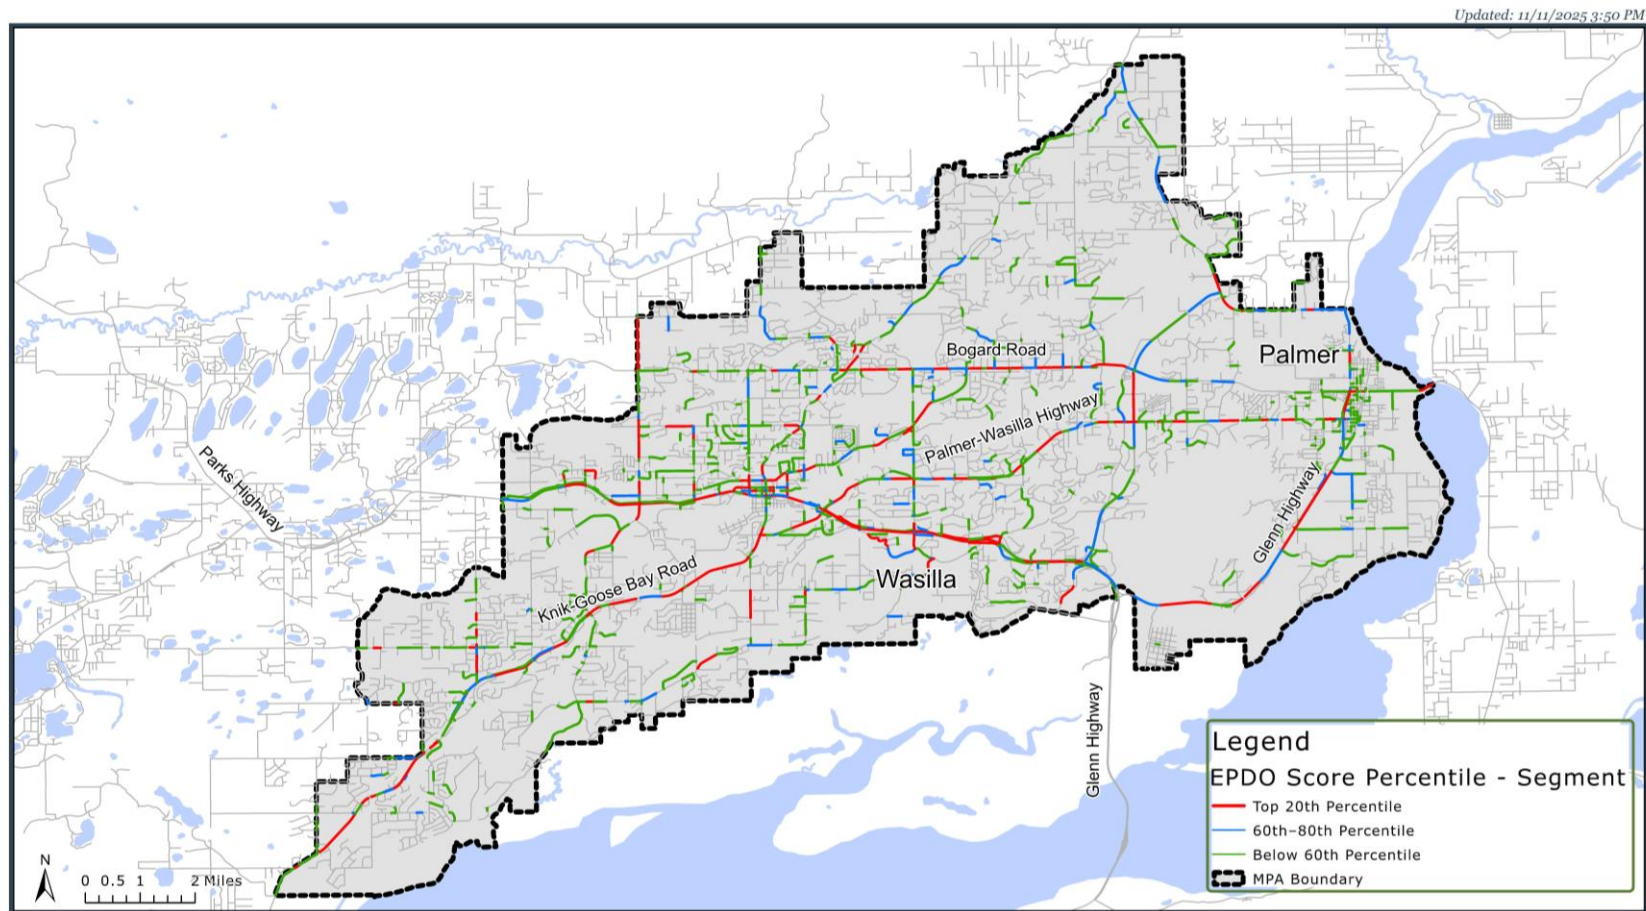 Updated: 11/11/2025 3:50 PM
Bogard Road
Palmer
Palmer-Wasilla Highway
Parks Highway
Glenn Highway
Wasilla
Knik-Goose Bay Road
Glenn Highway
Legend
EPDO Score Percentile - Segment
Top 20th Percentile
60th–80th Percentile
Below 60th Percentile
MPA Boundary
N
0 0.5 1 2 Miles